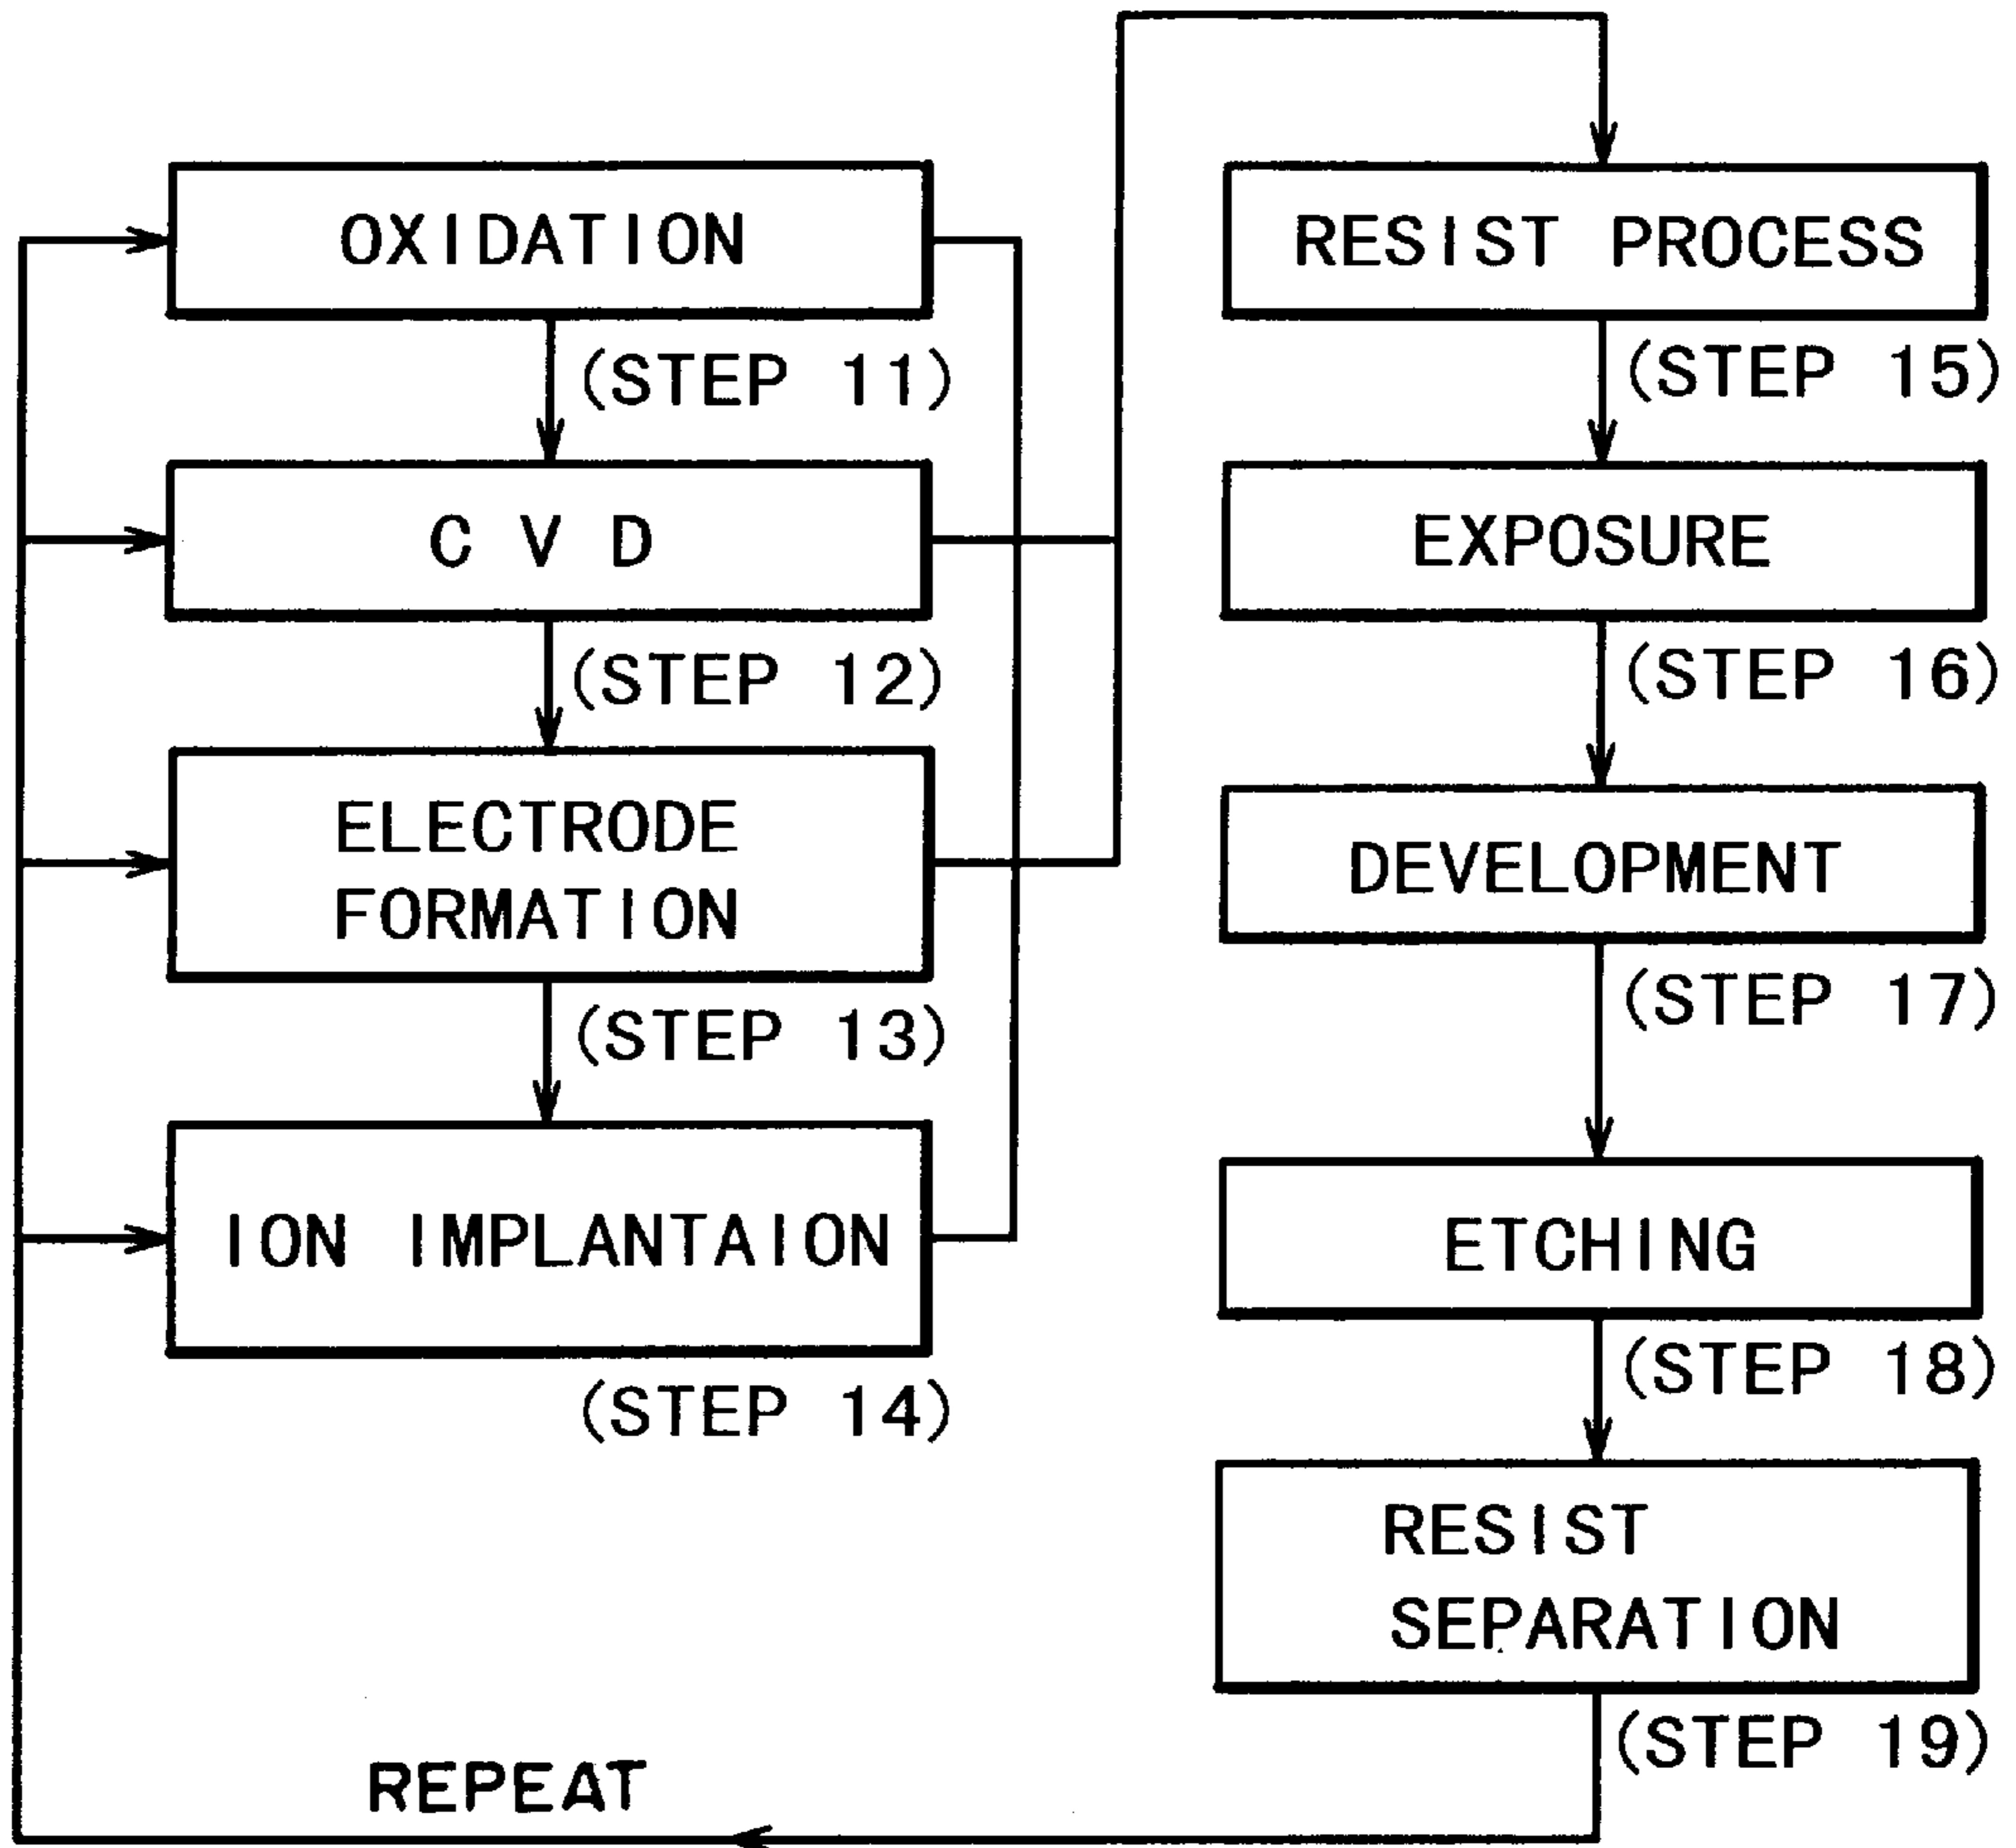 OXIDATION
(STEP 11)
C V D
(STEP 12)
ELECTRODE
FORMATION
(STEP 13)
ION IMPLANTAION
(STEP 14)
RESIST PROCESS
(STEP 15)
EXPOSURE
(STEP 16)
DEVELOPMENT
(STEP 17)
ETCHING
(STEP 18)
RESIST
SEPARATION
(STEP 19)
REPEAT